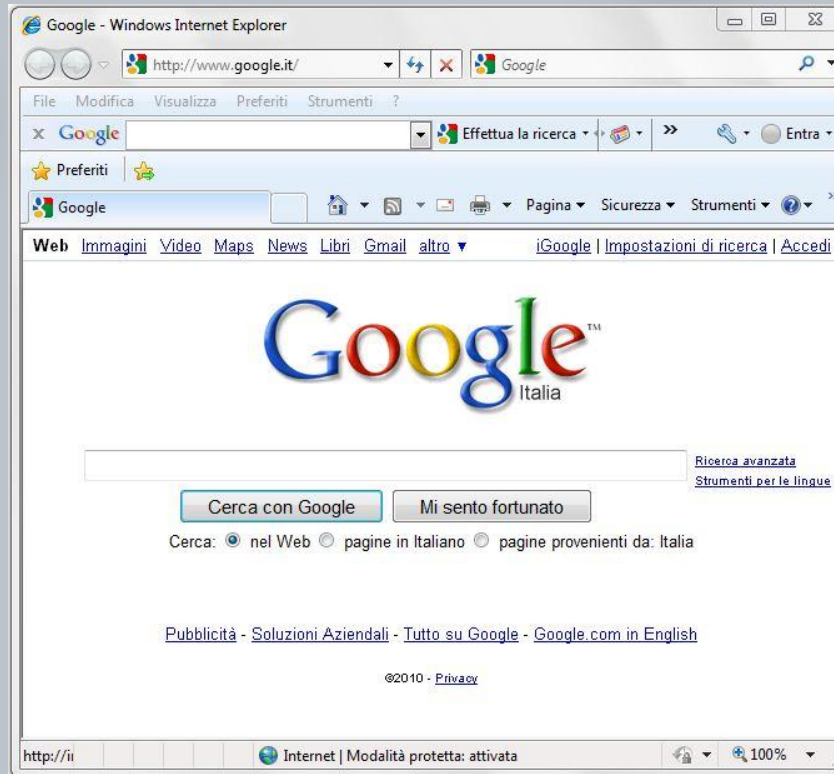 Google - Windows Internet Explorer
http://www.google.it/ Google
File Modifica Visualizza Preferiti Strumenti ?
x Google Effettua la ricerca Entra
Preferiti
Google Pagina Sicurezza Strumenti
Web Immagini Video Maps News Libri Gmail altro ▼ iGoogle | Impostazioni di ricerca | Accedi
Google™
Italia
Ricerca avanzata
Strumenti per le lingue
Cerca con Google Mi sento fortunato
Cerca: nel Web pagine in Italiano pagine provenienti da: Italia
Pubblicità - Soluzioni Aziendali - Tutto su Google - Google.com in English
©2010 - Privacy
Internet | Modalità protetta: attivata 100%